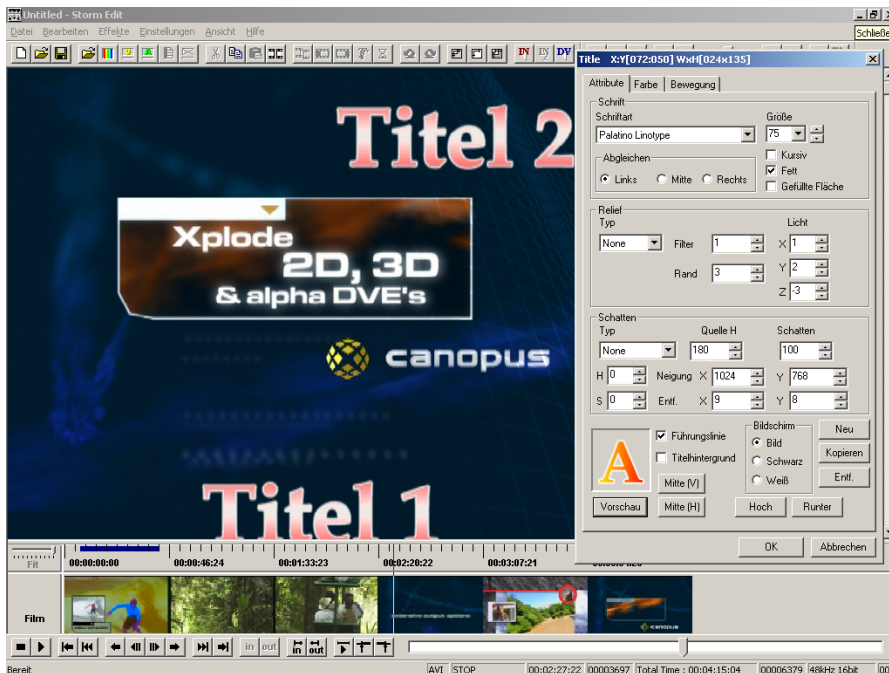 Untitled - Storm Edit
Datei Bearbeiten Effekte Einstellungen Ansicht Hilfe
Schließe
DV
Titel 2
Xplode
2D, 3D
& alpha DVE's
canopus
Titel 1
Title X:Y[072:050] WxH[024x135]
Attribute Farbe Bewegung
Schrift
Schriftart Größe
Palatino Linotype 75
Abgleichen
Links Mitte Rechts
Kursiv
Fett
Gefüllte Fläche
Relief
Typ Licht
None Filter 1 X 1
Rand 3 Y 2
Z -3
Schatten
Typ Quelle H Schatten
None 180 100
H 0 Neigung X 1024 Y 768
S 0 Entf. X 9 Y 8
A
Führungslinie
Titelhintergrund
Bildschirm
Bild
Schwarz
Weiß
Neu
Kopieren
Entf.
Mitte (V)
Vorschau Mitte (H) Hoch Runter
OK Abbrechen
Fit 00:00:00:00 00:00:46:24 00:01:33:23 00:02:20:22 00:03:07:21
Film
canopus
in out in out
Bereit AVI STOP 00:02:27:22 00003697 Total Time : 00:04:15:04 00006379 48kHz 16bit 00